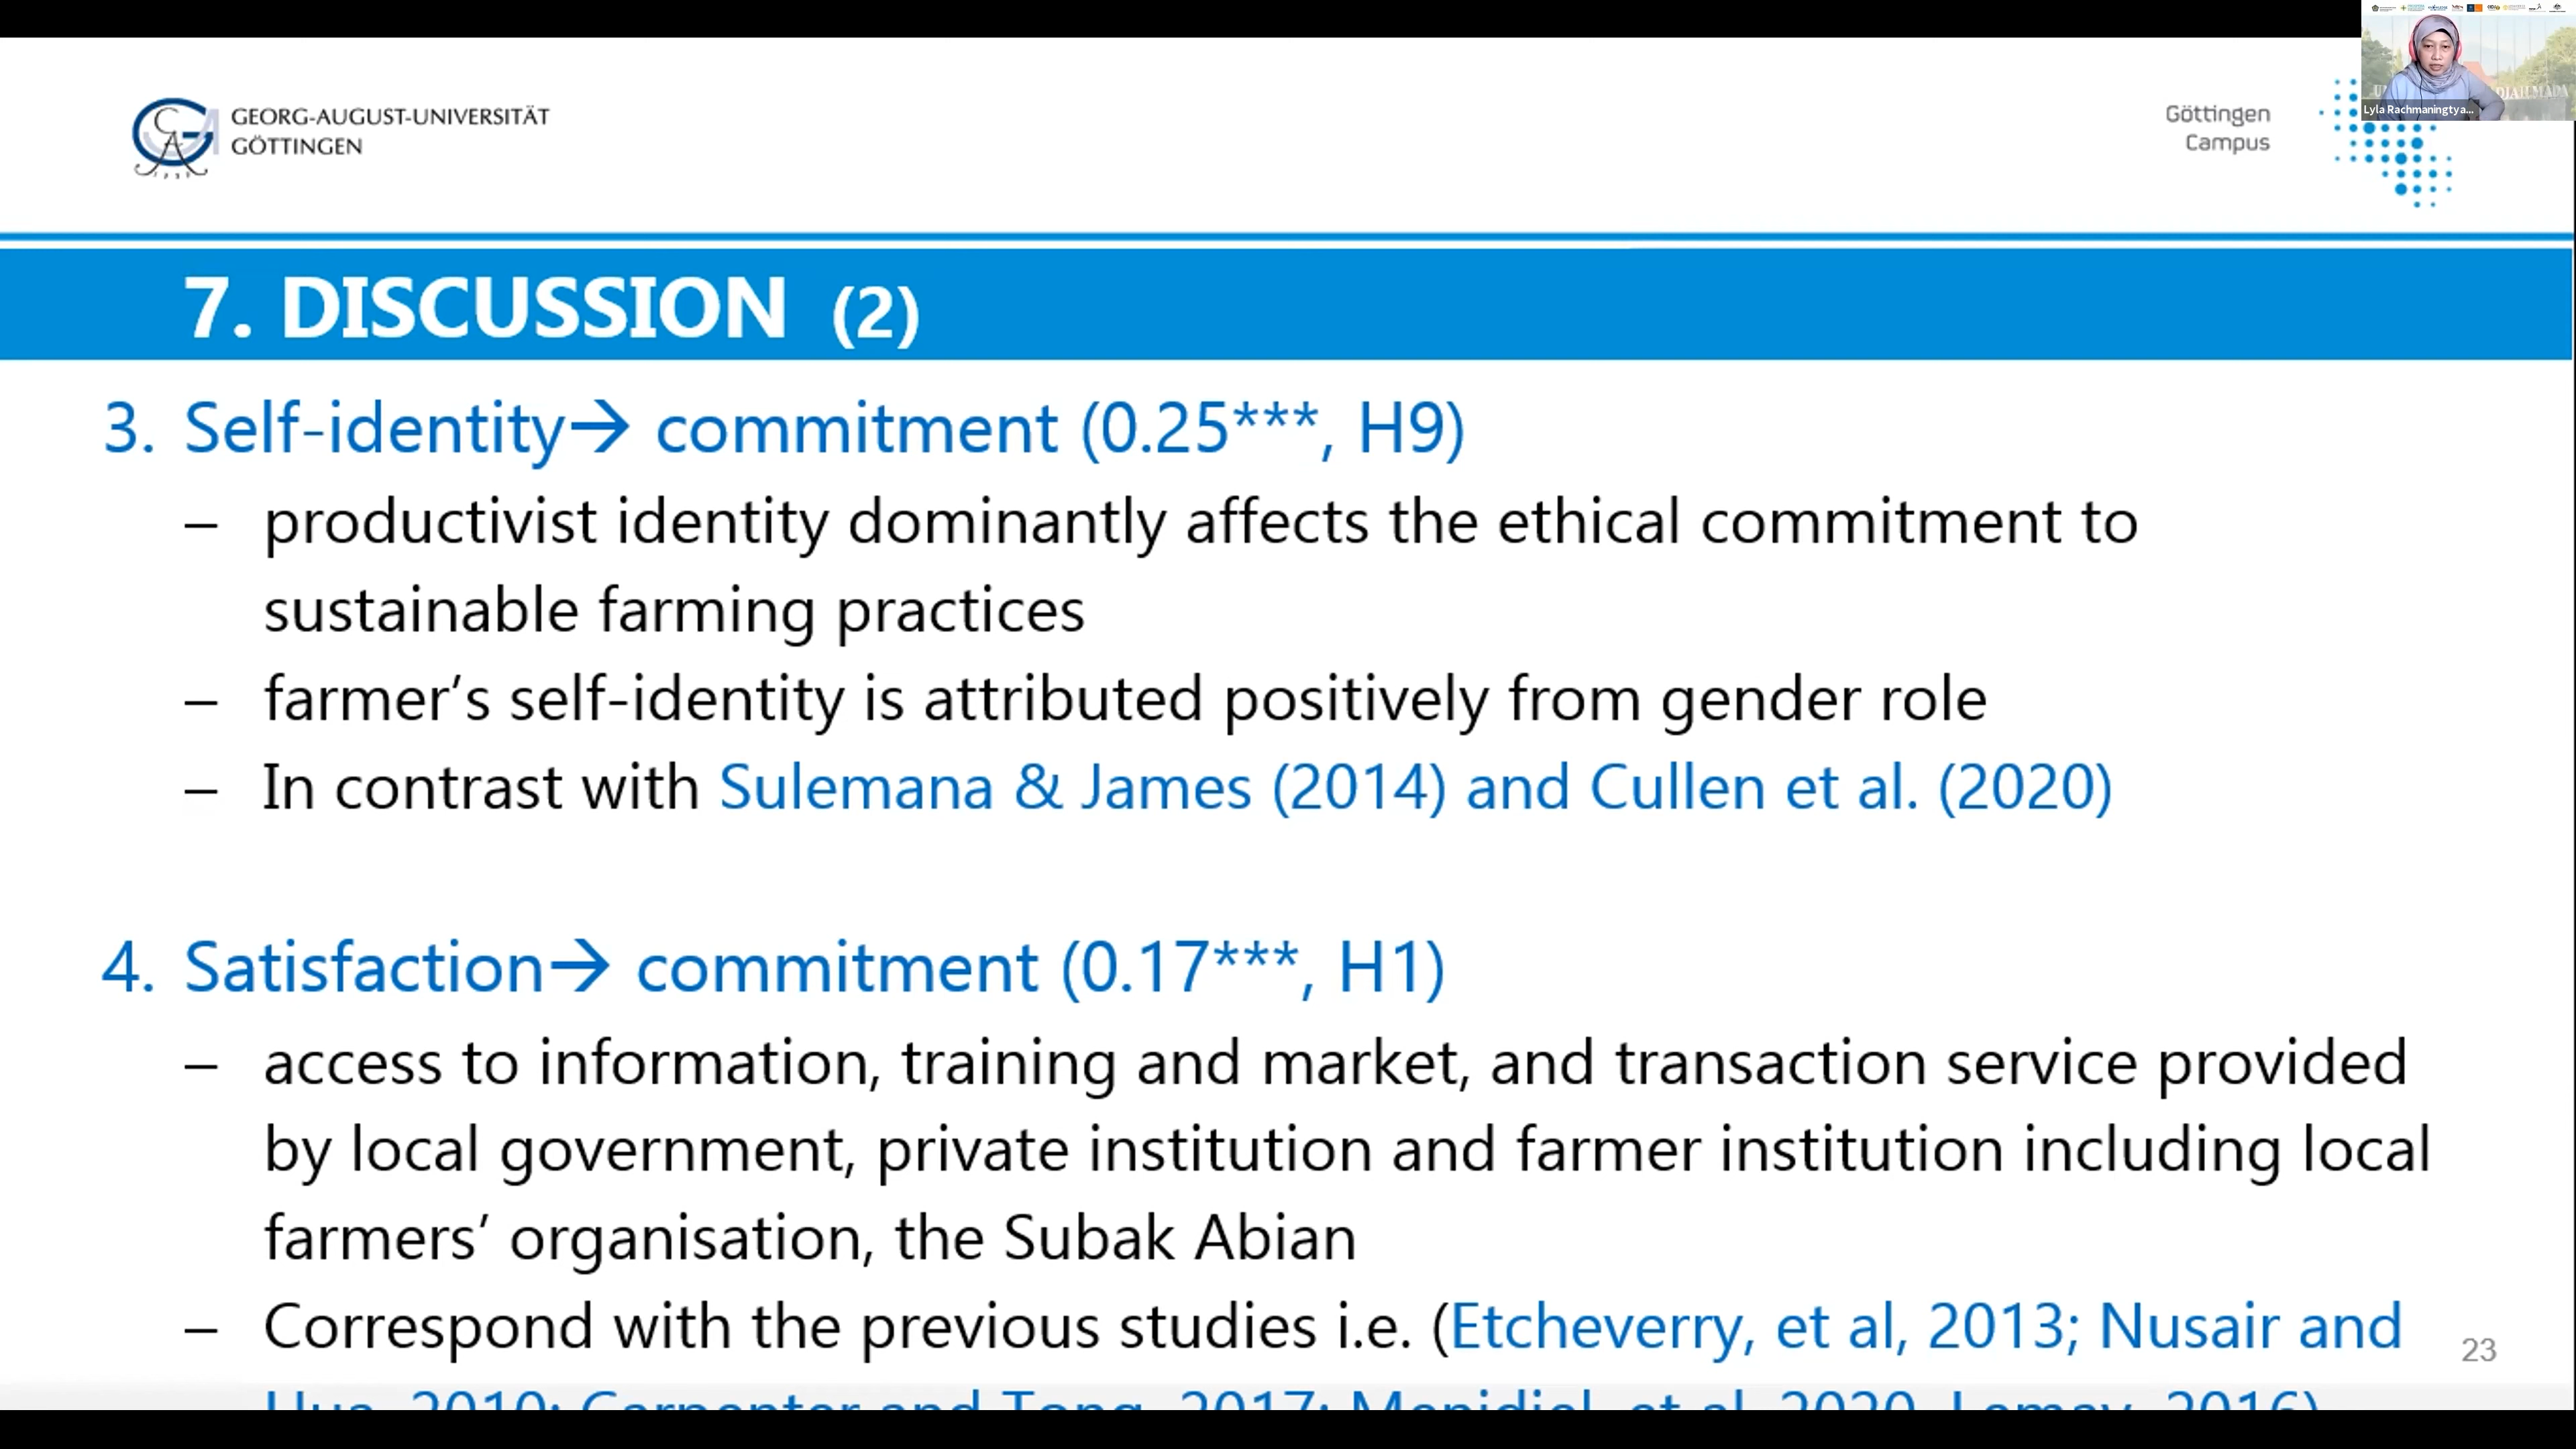 GEORG-AUGUST-UNIVERSITÄT
GÖTTINGEN
Göttingen
Campus
Lyla Rachmaningtya...
7. DISCUSSION (2)
3. Self-identity→ commitment (0.25***, H9)
– productivist identity dominantly affects the ethical commitment to
sustainable farming practices
– farmer’s self-identity is attributed positively from gender role
– In contrast with Sulemana & James (2014) and Cullen et al. (2020)
4. Satisfaction→ commitment (0.17***, H1)
– access to information, training and market, and transaction service provided
by local government, private institution and farmer institution including local
farmers’ organisation, the Subak Abian
– Correspond with the previous studies i.e. (Etcheverry, et al, 2013; Nusair and
23